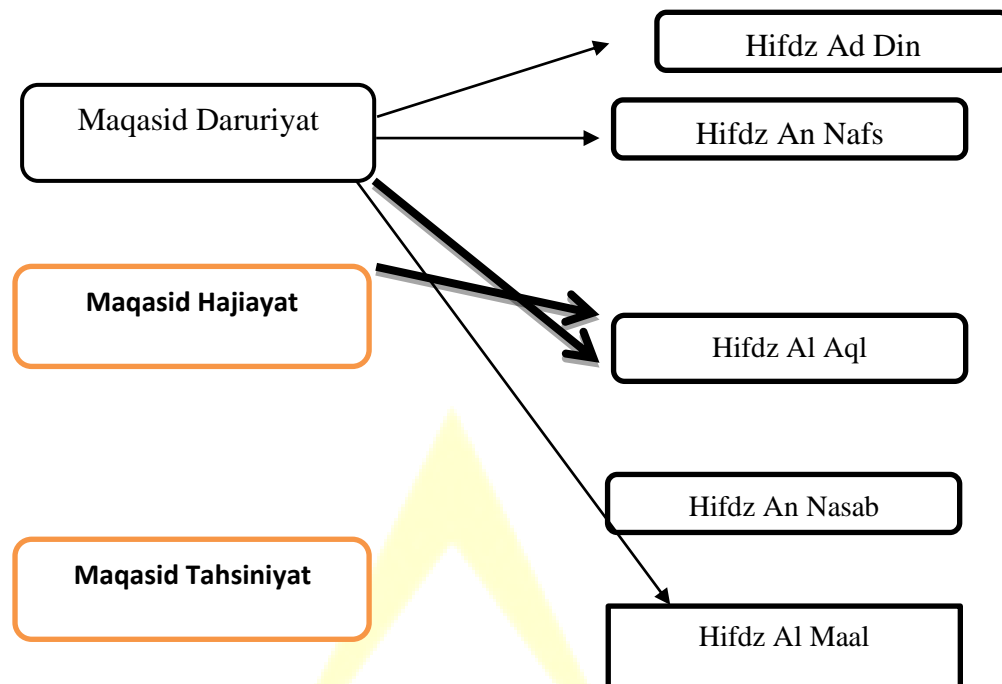 Hifdz Ad Din
Maqasid Daruriyat
Hifdz An Nafs
Maqasid Hajiayat
Hifdz Al Aql
Hifdz An Nasab
Maqasid Tahsiniyat
Hifdz Al Maal